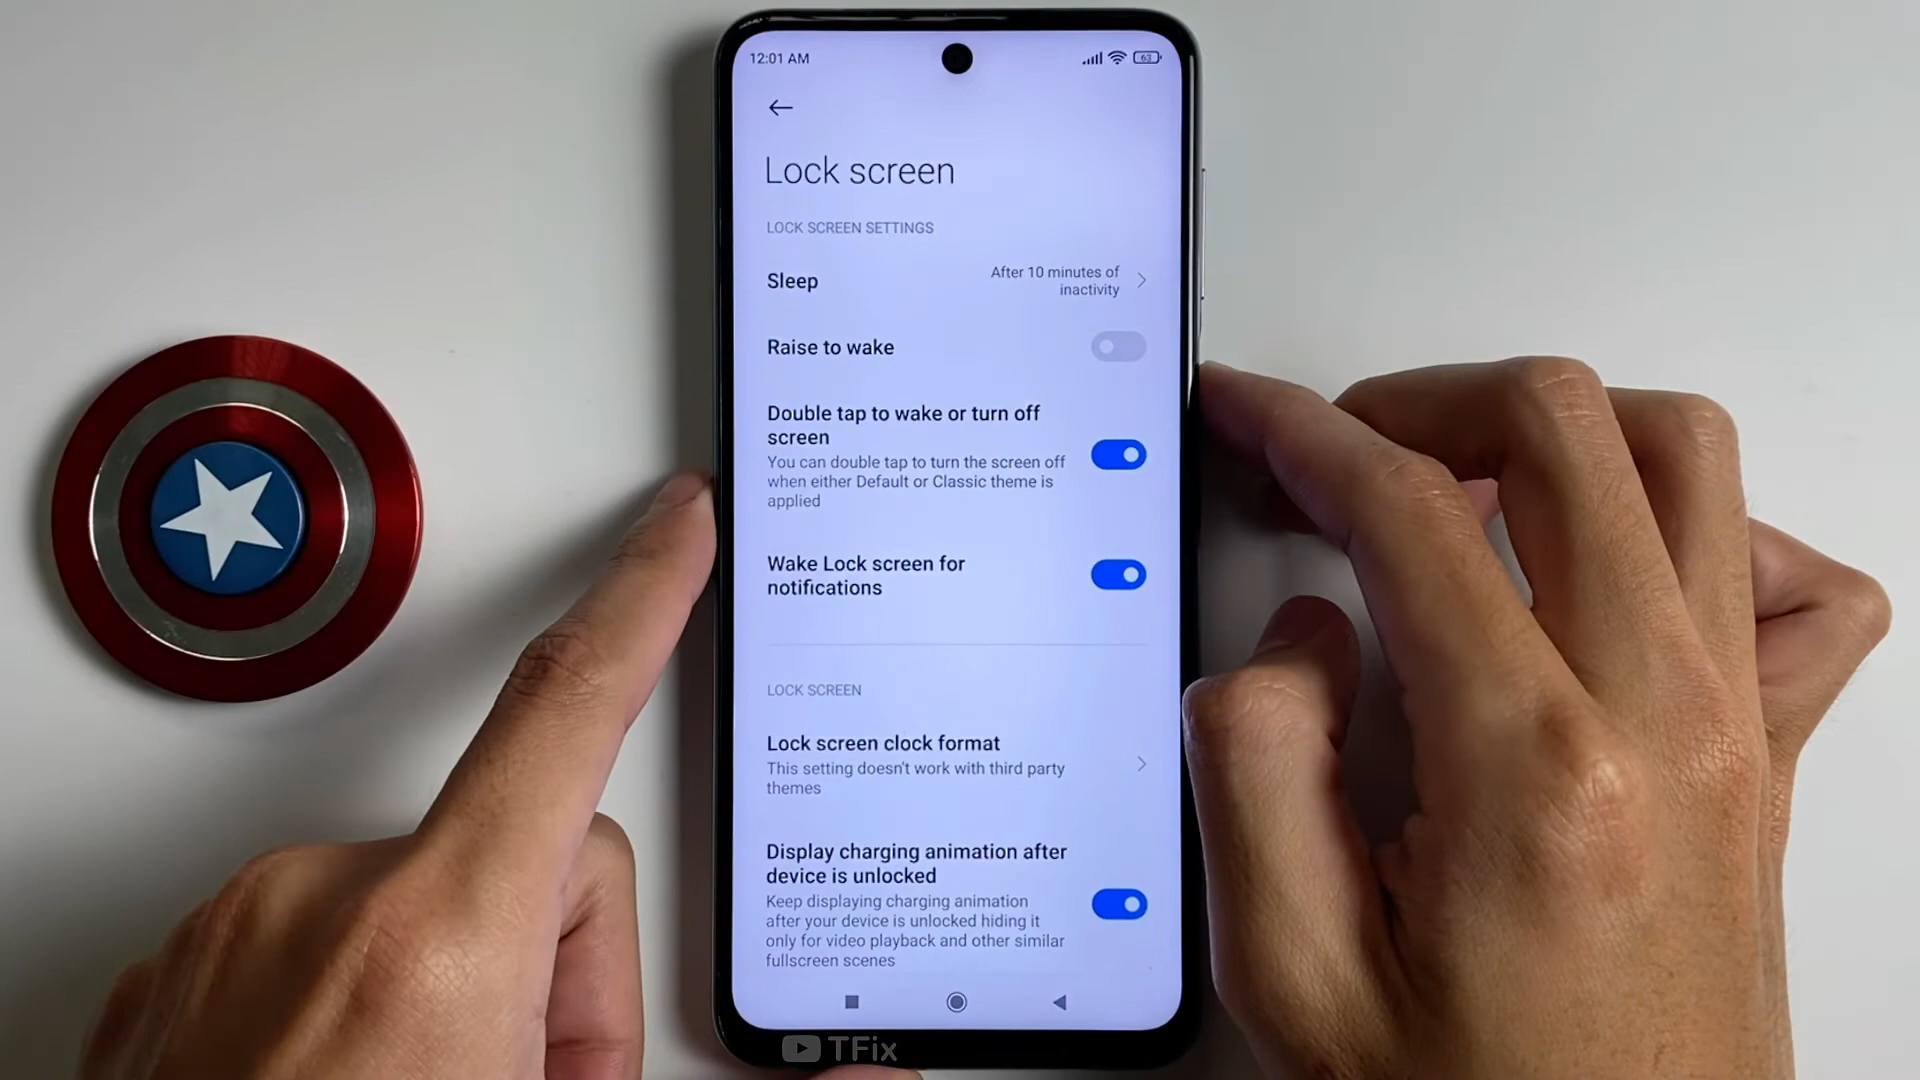 12:01 AM
63
Lock screen
LOCK SCREEN SETTINGS
Sleep
After 10 minutes of
inactivity
Raise to wake
Double tap to wake or turn off
screen
You can double tap to turn the screen off
when either Default or Classic theme is
applied
Wake Lock screen for
notifications
LOCK SCREEN
Lock screen clock format
This setting doesn't work with third party
themes
Display charging animation after
device is unlocked
Keep displaying charging animation
after your device is unlocked hiding it
only for video playback and other similar
fullscreen scenes
TFix